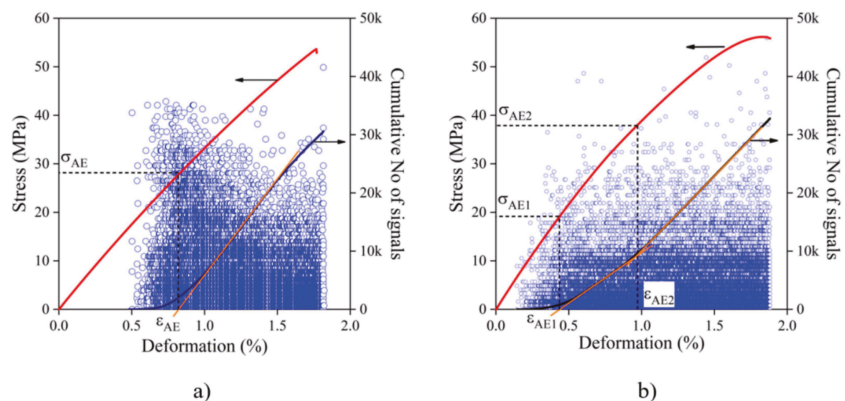 60
50
40
30
20
10
0
Stress (MPa)
σAE
εAE
0.0
0.5
1.0
1.5
2.0
Deformation (%)
50k
40k
30k
20k
10k
0
Cumulative No of signals
a)
60
50
40
30
20
10
0
Stress (MPa)
σAE2
σAE1
εAE1
εAE2
0.0
0.5
1.0
1.5
2.0
Deformation (%)
50k
40k
30k
20k
10k
0
Cumulative No of signals
b)